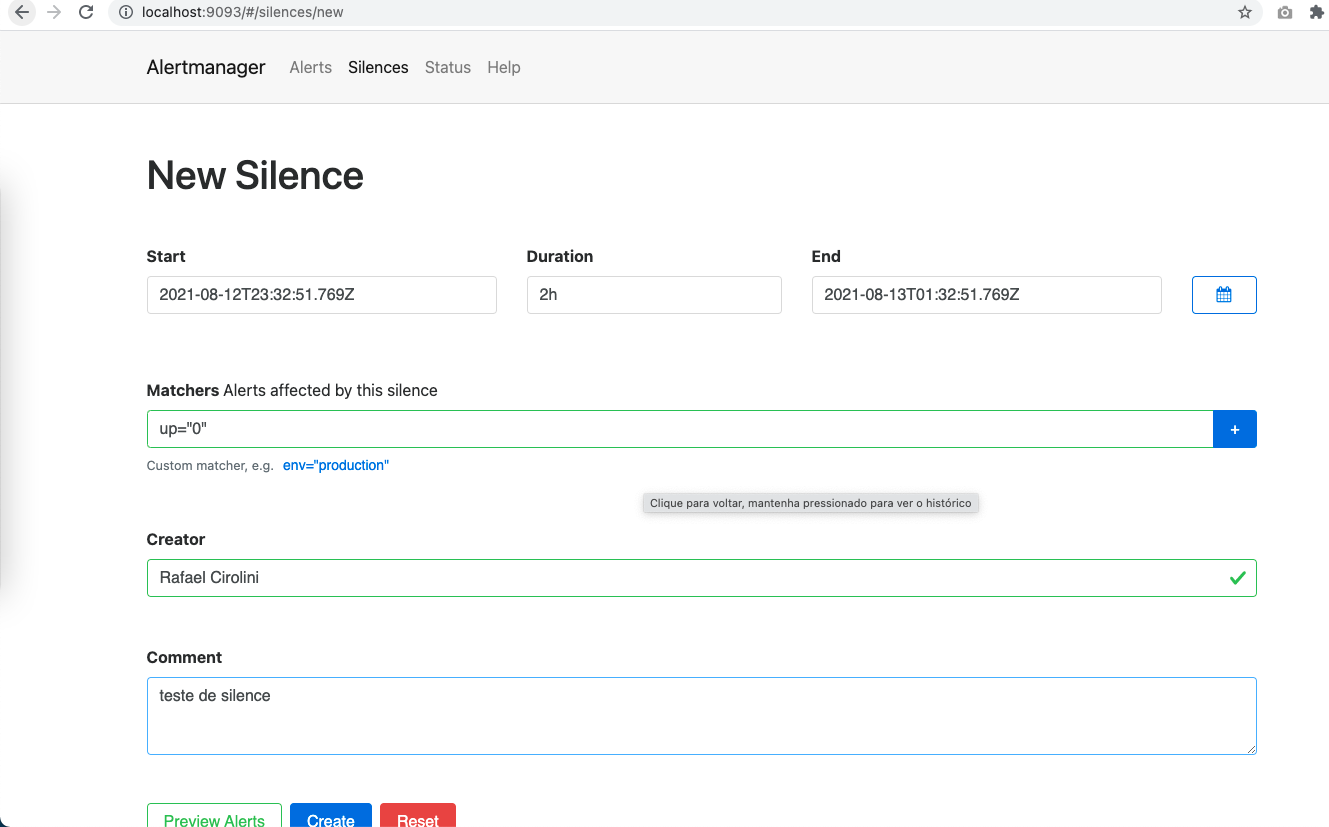 localhost:9093/#/silences/new
Alertmanager Alerts Silences Status Help
New Silence
Start Duration End
2021-08-12T23:32:51.769Z 2h 2021-08-13T01:32:51.769Z
Matchers Alerts affected by this silence
up="0" +
Custom matcher, e.g. env="production"
Clique para voltar, mantenha pressionado para ver o histórico
Creator
Rafael Cirolini
Comment
teste de silence
Preview Alerts Create Reset